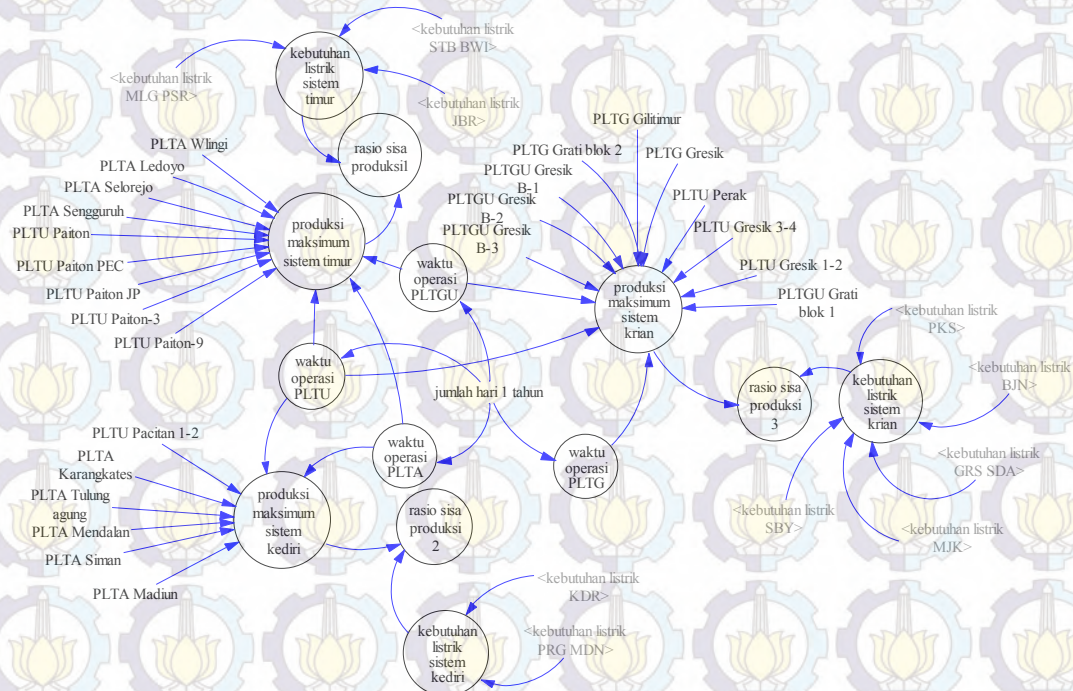 <kebutuhan listrik
STB BWI>
kebutuhan
listrik
sistem
timur
<kebutuhan listrik
MLG PSR>
<kebutuhan listrik
JBR>
rasio sisa
produksi1
PLTA Wlingi
PLTA Ledoyo
PLTA Selorejo
PLTA Sengguruh
PLTU Paiton
PLTU Paiton PEC
PLTU Paiton JP
PLTU Paiton-3
PLTU Paiton-9
produksi
maksimum
sistem timur
waktu
operasi
PLTGU
PLTG Gilitimur
PLTG Grati blok 2
PLTG Gresik
PLTGU Gresik
B-1
PLTGU Gresik
B-2
PLTGU Gresik
B-3
PLTU Perak
PLTU Gresik 3-4
PLTU Gresik 1-2
PLTGU Grati
blok 1
produksi
maksimum
sistem
krian
<kebutuhan listrik
PKS>
<kebutuhan listrik
BJN>
waktu
operasi
PLTU
jumlah hari 1 tahun
rasio sisa
produksi
3
kebutuhan
listrik
sistem
krian
PLTU Pacitan 1-2
PLTA
Karangkates
PLTA Tulung
agung
PLTA Mendalan
PLTA Siman
PLTA Madiun
waktu
operasi
PLTA
waktu
operasi
PLTG
<kebutuhan listrik
GRS SDA>
produksi
maksimum
sistem
kediri
rasio sisa
produksi
2
<kebutuhan listrik
SBY>
<kebutuhan listrik
MJK>
<kebutuhan listrik
KDR>
kebutuhan
listrik
sistem
kediri
<kebutuhan listrik
PRG MDN>